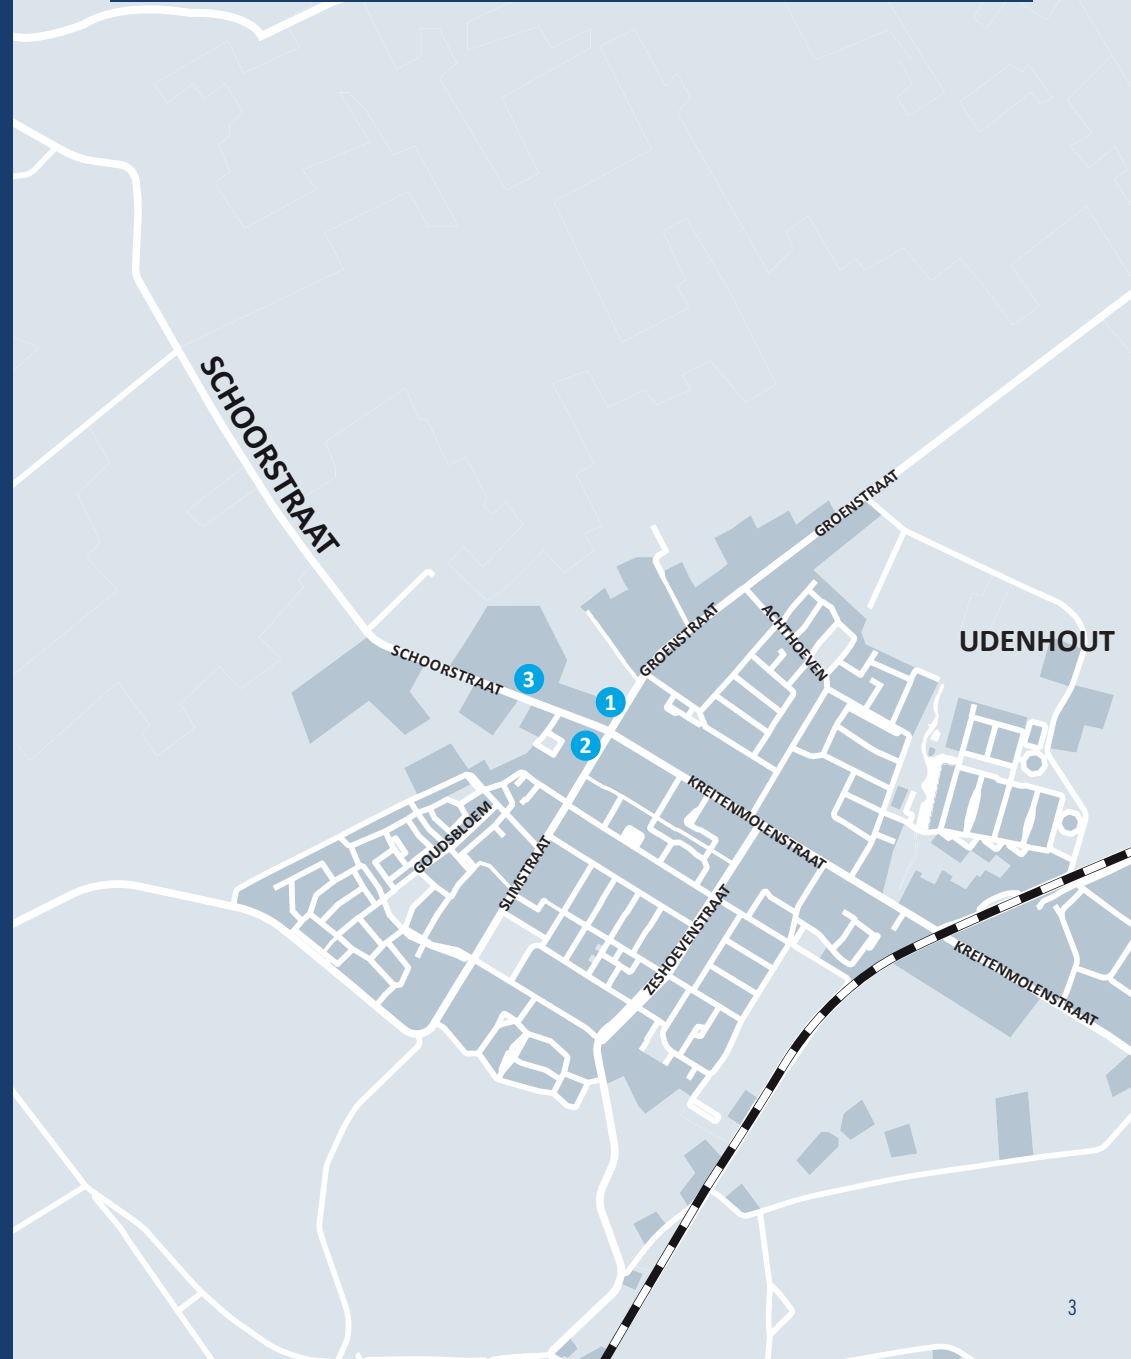 SCHOORSTRAAT
GROENSTRAAT
GROENSTRAAT
ACHTHOEVEN
UDENHOUT
SCHOORSTRAAT
3
1
2
KREITENMOLENSTRAAT
GOUDSBLOEM
SLIMSTRAAT
ZESHOEVENSTRAAT
KREITENMOLENSTRAAT
3